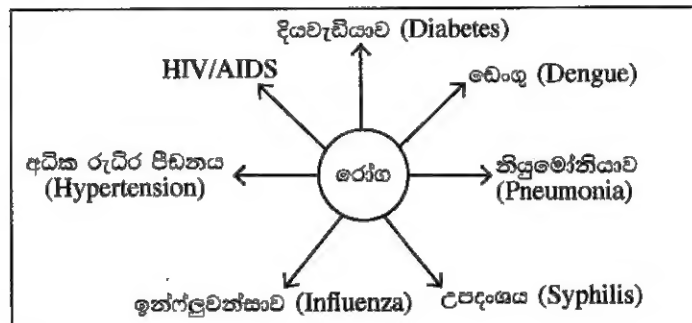 දියවැඩියාව (Diabetes)
HIV/AIDS
ඩෙංගු (Dengue)
අධික රුධිර පීඩනය
(Hypertension)
රෝග
නියුමෝනියාව
(Pneumonia)
ඉන්ෆ්ලුවන්සාව (Influenza)
උපදංශය (Syphilis)